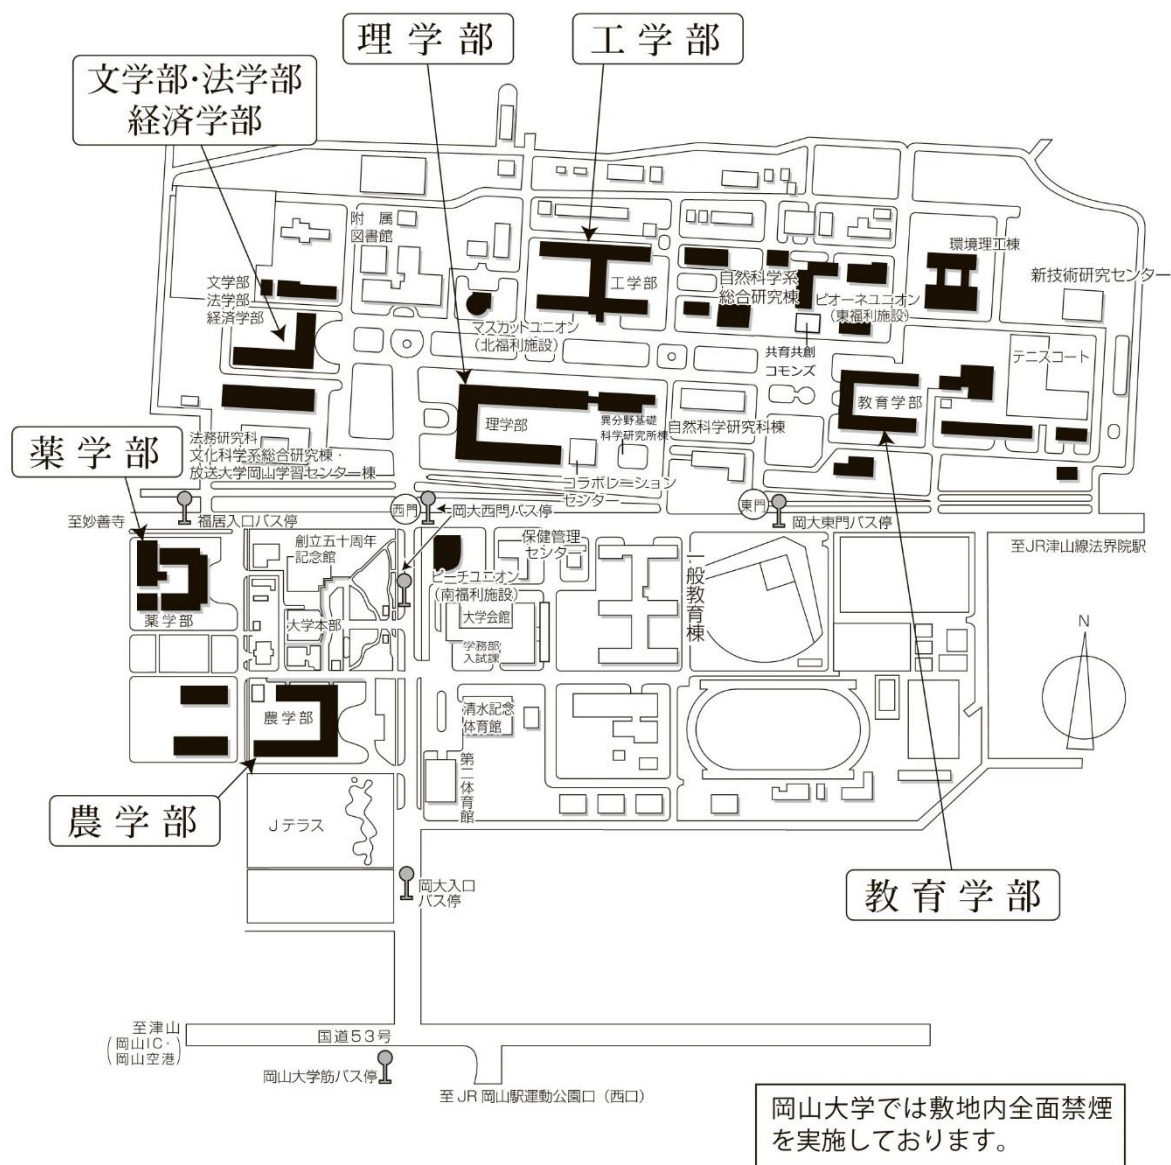 理学部
工学部
文学部・法学部
経済学部
附属
図書館
環境理工棟
新技術研究センター
文学部
法学部
経済学部
工学部
自然科学系
総合研究棟
ピオーネユニオン
（東福利施設）
マスカットユニオン
（北福利施設）
共育共創
コモンズ
テニスコート
教育学部
理学部
異分野基礎
科学研究所棟
自然科学研究科棟
薬学部
法務研究科
文化科学系総合研究棟・
放送大学岡山学習センター棟
コラボレーション
センター
西門
岡大西門バス停
東門
岡大東門バス停
至妙善寺
福居入口バス停
至JR津山線法界院駅
創立五十周年
記念館
保健管理
センター
一般教育棟
ピーチユニオン
（南福利施設）
薬学部
大学本部
大学会館
学務部
入試課
N
農学部
清水記念
体育館
第二体育館
農学部
Jテラス
岡大入口
バス停
教育学部
至津山
（岡山IC・
岡山空港）
国道53号
岡山大学筋バス停
至JR岡山駅運動公園口（西口）
岡山大学では敷地内全面禁煙
を実施しております。